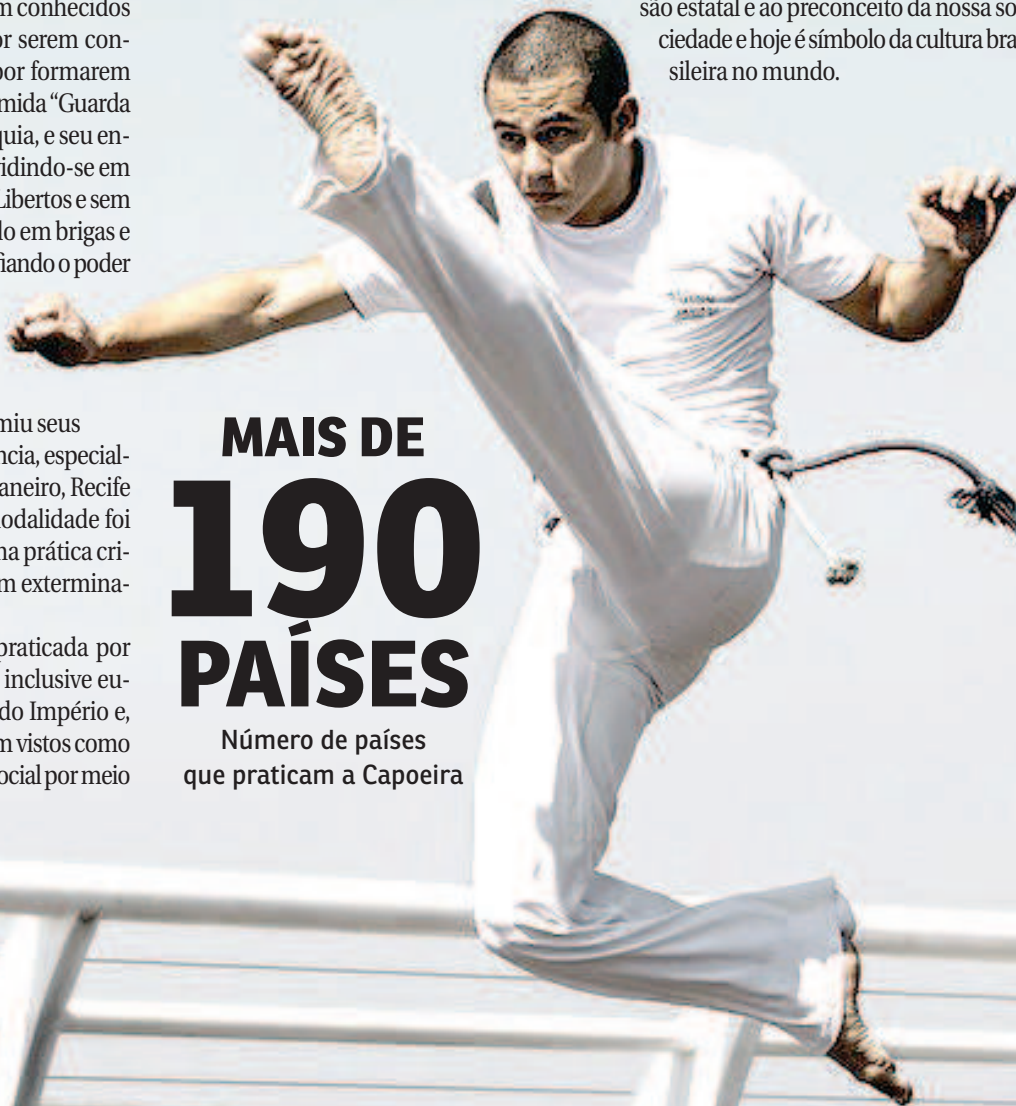 m conhecidos
or serem con-
por formarem
mida “Guarda
quia, e seu en-
vidindo-se em
Libertos e sem
do em brigas e
fiando o poder
miu seus
ncia, especial-
aneiro, Recife
nodalidade foi
na prática cri-
m extermina-
praticada por
inclusive eu-
do Império e,
m vistos como
ocial por meio
MAIS DE
190
PAÍSES
Número de países
que praticam a Capoeira
são estatal e ao preconceito da nossa so-
ciedade e hoje é símbolo da cultura bra-
sileira no mundo.